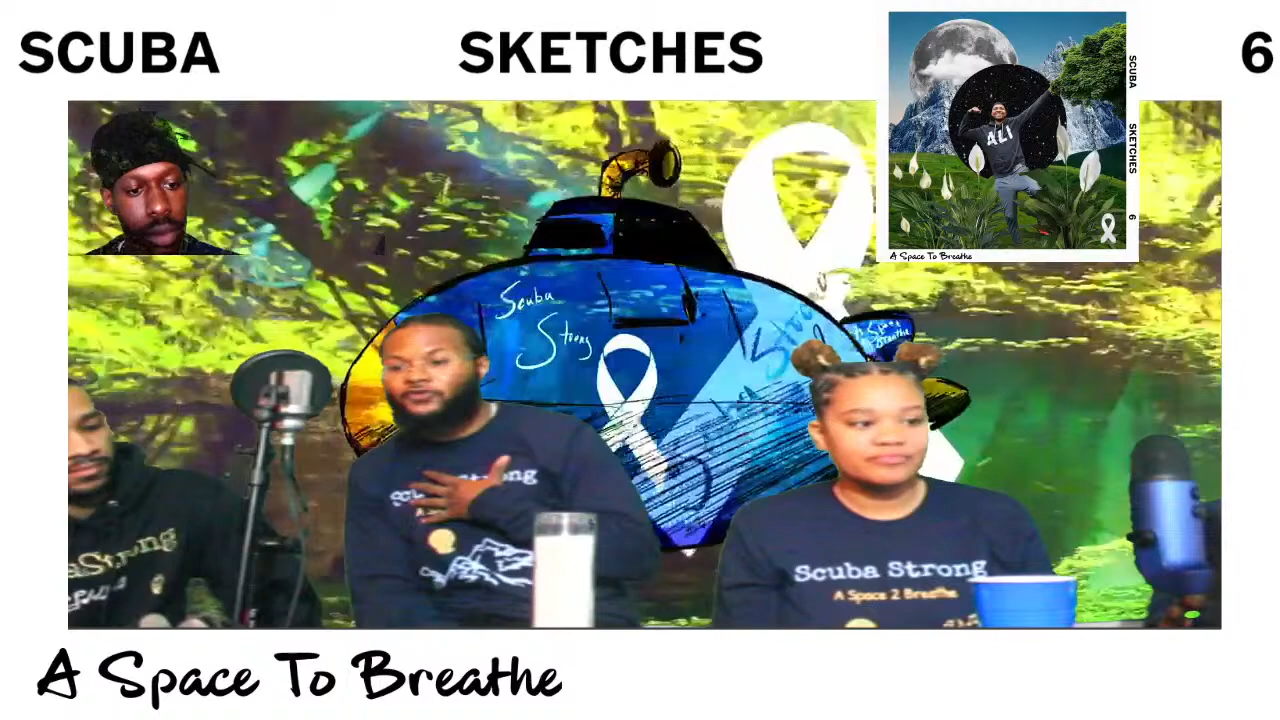 SCUBA SKETCHES 6
ALI
SCUBA SKETCHES 6
A Space To Breathe
Scuba
Strong
Scuba Strong
A Space 2 Breathe
A Space To Breathe